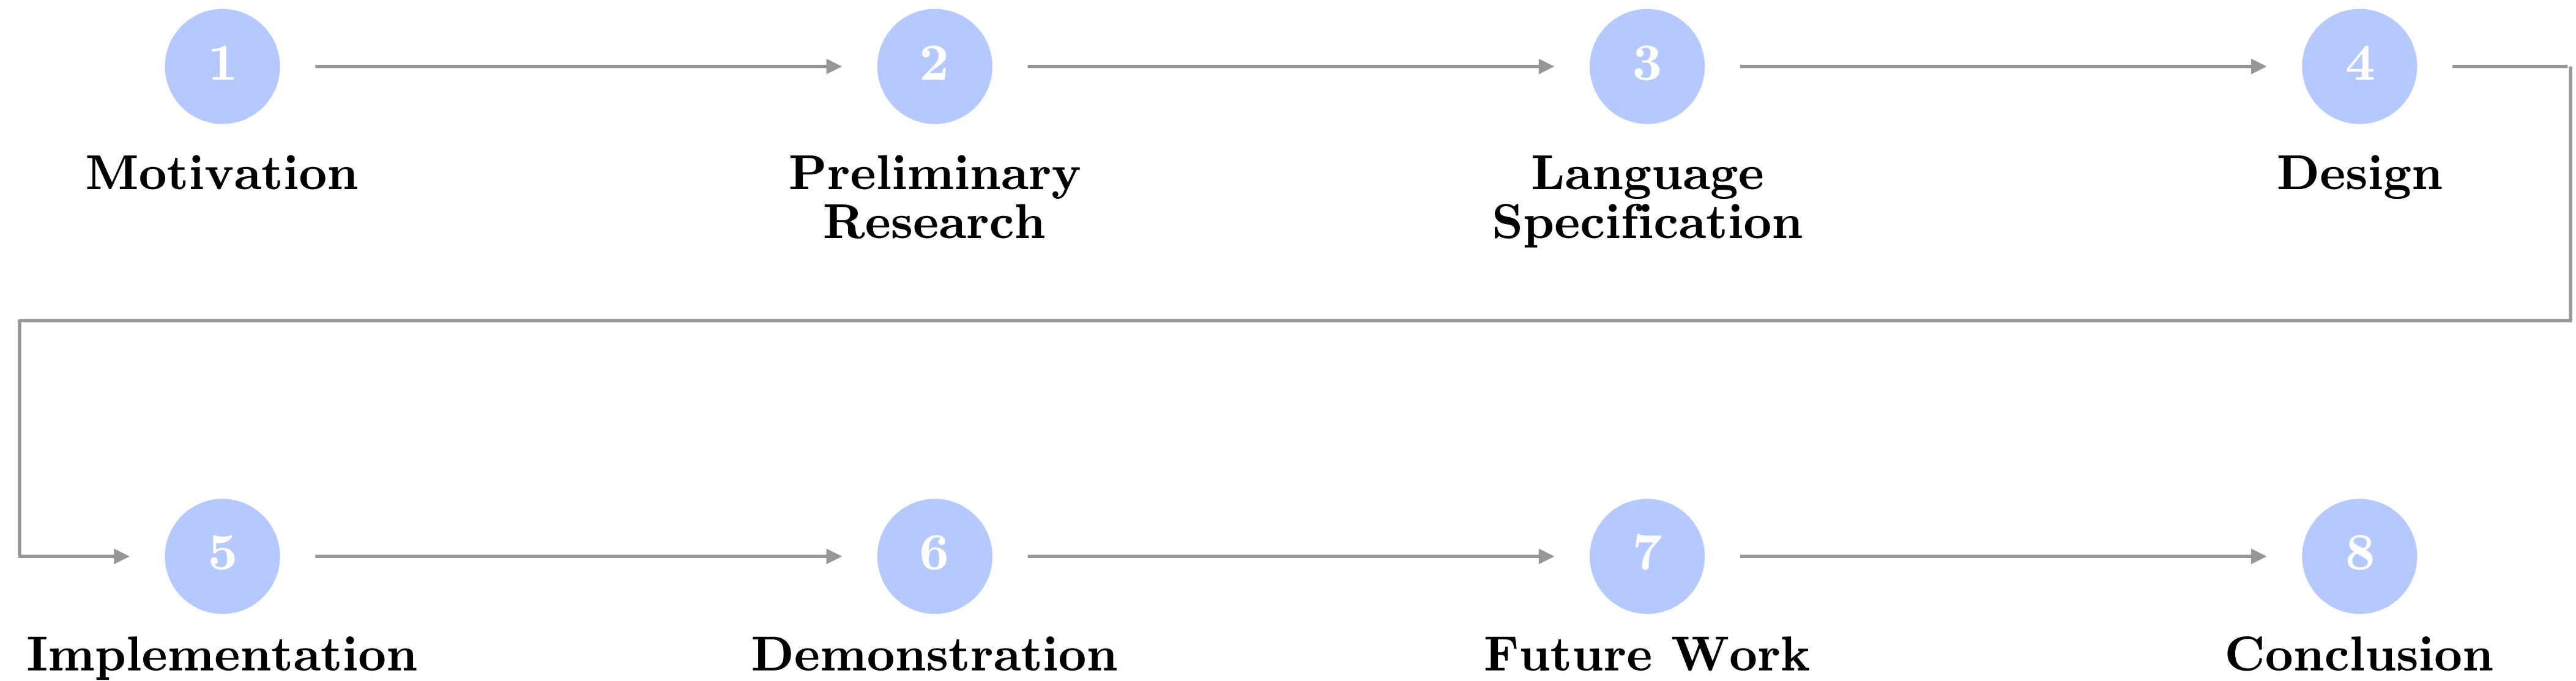 1
2
3
4
Motivation
Preliminary
Research
Language
Specification
Design
5
6
7
8
Implementation
Demonstration
Future Work
Conclusion